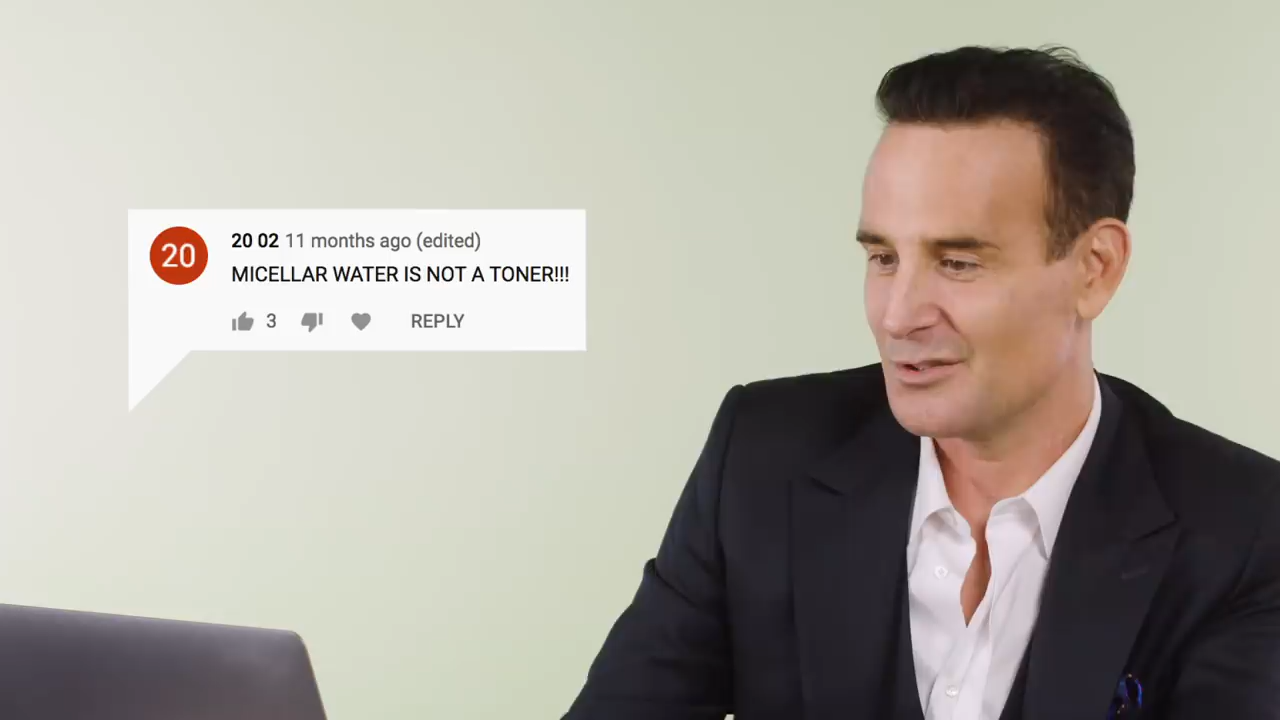 20
20 02 11 months ago (edited)
MICELLAR WATER IS NOT A TONER!!!
3
REPLY